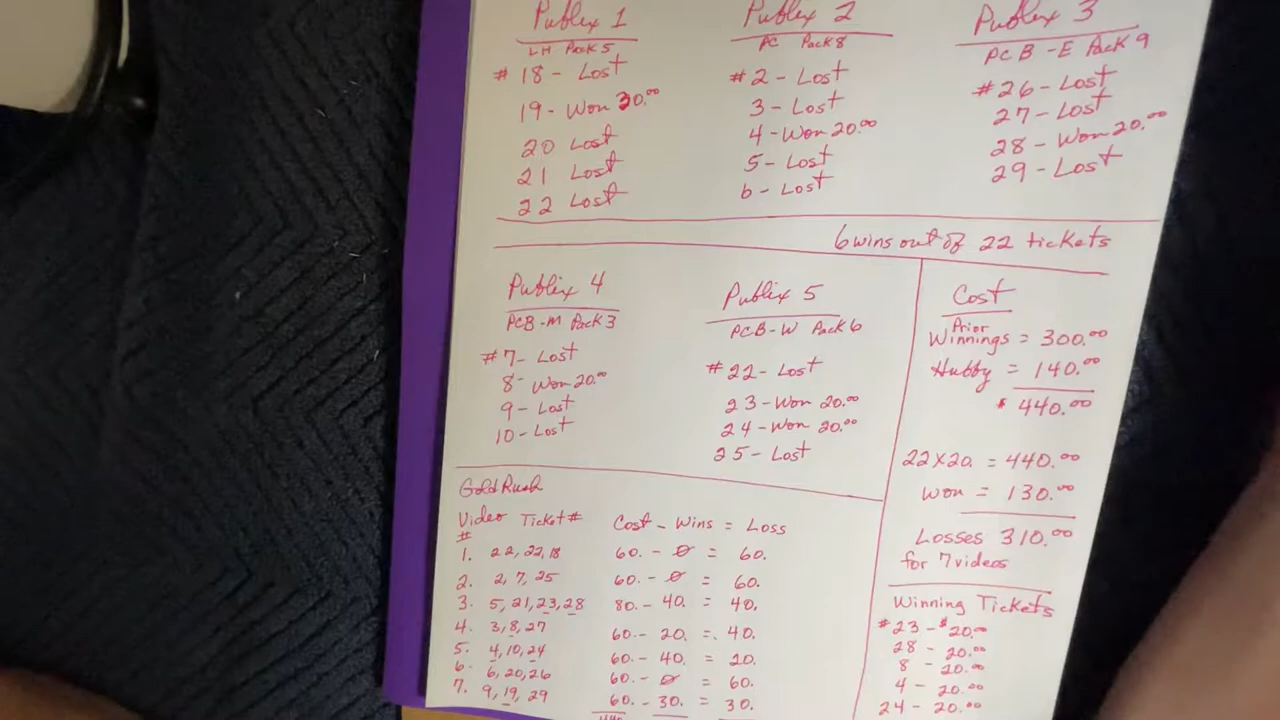 Publix 1
LH Pack 5
# 18 - Lost
19 - Won 30.00
20 Lost
21 Lost
22 Lost
Publix 2
PC Pack 8
#2 - Lost
3 - Lost
4 - Won 20.00
5 - Lost
6 - Lost
Publix 3
PCB - E Pack 9
#26 - Lost
27 - Lost
28 - Won 20.00
29 - Lost
6 wins out of 22 tickets
Publix 4
PCB-M Pack 3
#7 - Lost
8 - Won 20.00
9 - Lost
10 - Lost
Publix 5
PCB-W Pack 6
#22 - Lost
23 - Won 20.00
24 - Won 20.00
25 - Lost
Cost
Prior
Winnings = 300.00
Hubby = 140.00
$ 440.00
22 x 20. = 440.00
Won = 130.00
Losses 310.00
for 7 videos
Gold Rush
Video Ticket# Cost - Wins = Loss
#
1. 22, 22, 18 60. - 0 = 60.
2. 2, 7, 25 60. - 0 = 60.
3. 5, 21, 23, 28 80. - 40. = 40.
4. 3, 8, 27 60. - 20. = 40.
5. 4, 10, 24 60. - 40. = 20.
6. 6, 20, 26 60. - 0 = 60.
7. 9, 19, 29 60. - 30. = 30.
Winning Tickets
#23 - $20.00
28 - 20.00
8 - 20.00
4 - 20.00
24 - 20.00